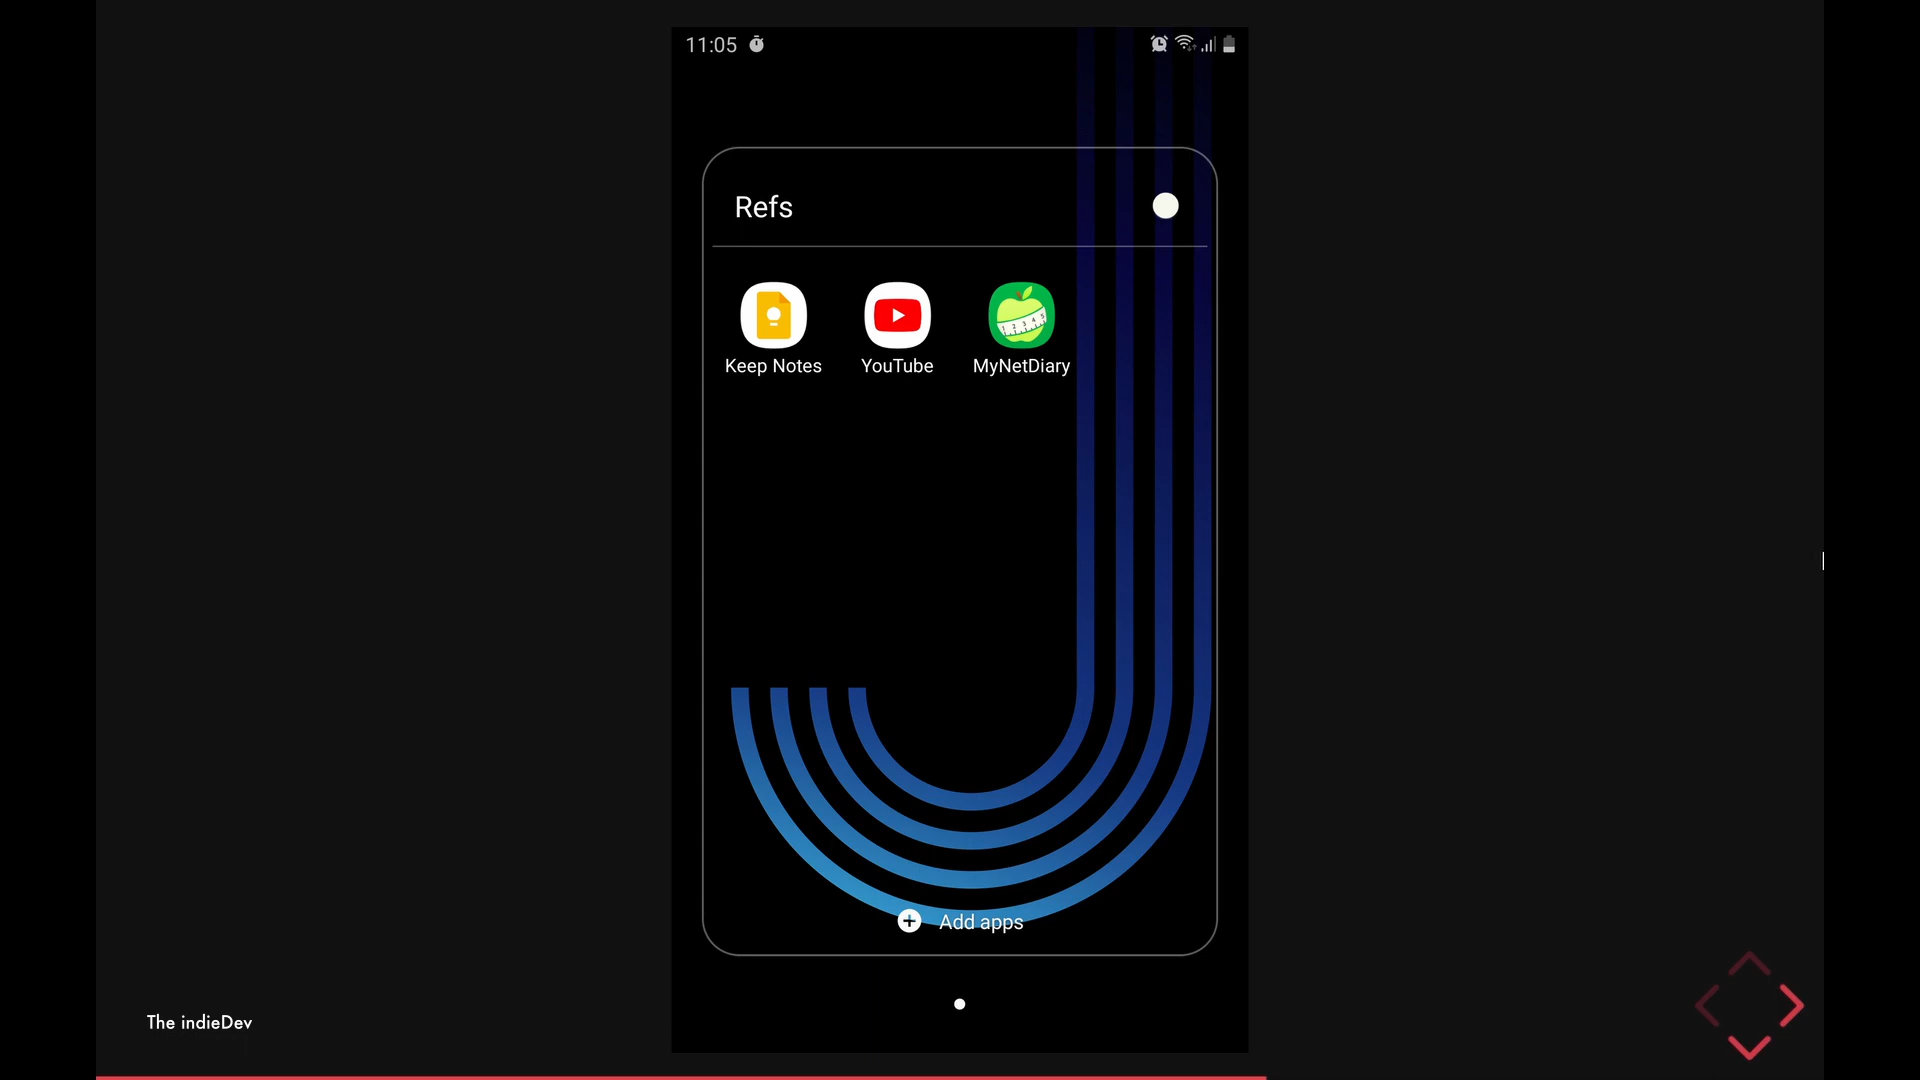 11:05
Refs
Keep Notes YouTube MyNetDiary
Add apps
The indieDev